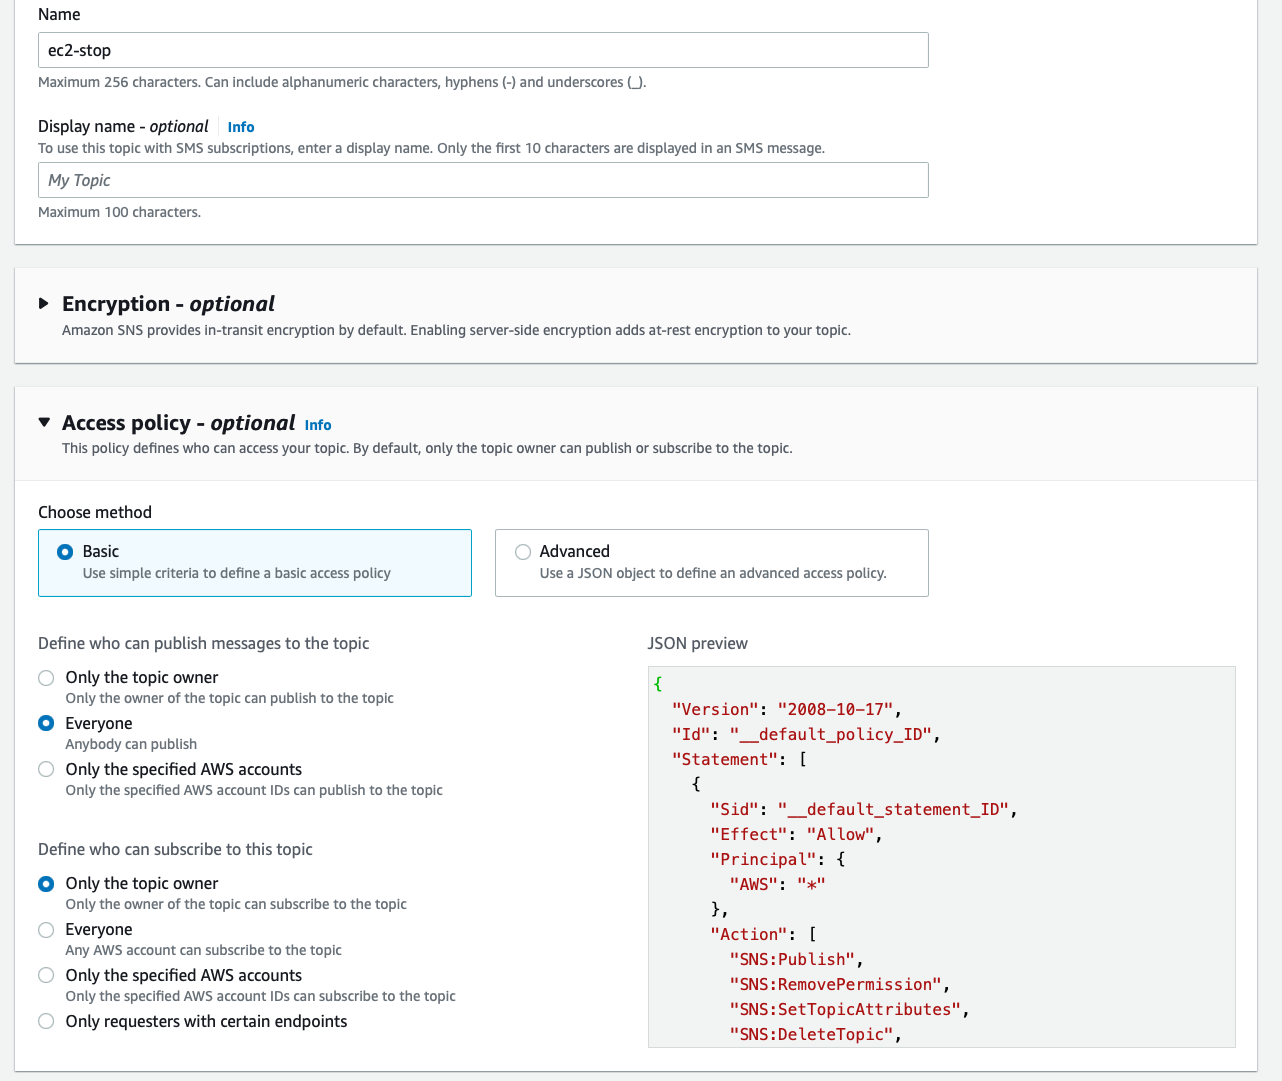 Name
ec2-stop
Maximum 256 characters. Can include alphanumeric characters, hyphens (-) and underscores (_).
Display name - optional Info
To use this topic with SMS subscriptions, enter a display name. Only the first 10 characters are displayed in an SMS message.
My Topic
Maximum 100 characters.
Encryption - optional
Amazon SNS provides in-transit encryption by default. Enabling server-side encryption adds at-rest encryption to your topic.
Access policy - optional Info
This policy defines who can access your topic. By default, only the topic owner can publish or subscribe to the topic.
Choose method
Basic
Use simple criteria to define a basic access policy
Advanced
Use a JSON object to define an advanced access policy.
Define who can publish messages to the topic
Only the topic owner
Only the owner of the topic can publish to the topic
Everyone
Anybody can publish
Only the specified AWS accounts
Only the specified AWS account IDs can publish to the topic
Define who can subscribe to this topic
Only the topic owner
Only the owner of the topic can subscribe to the topic
Everyone
Any AWS account can subscribe to the topic
Only the specified AWS accounts
Only the specified AWS account IDs can subscribe to the topic
Only requesters with certain endpoints
JSON preview
{
"Version": "2008-10-17",
"Id": "__default_policy_ID",
"Statement": [
{
"Sid": "__default_statement_ID",
"Effect": "Allow",
"Principal": {
"AWS": "*"
},
"Action": [
"SNS:Publish",
"SNS:RemovePermission",
"SNS:SetTopicAttributes",
"SNS:DeleteTopic",